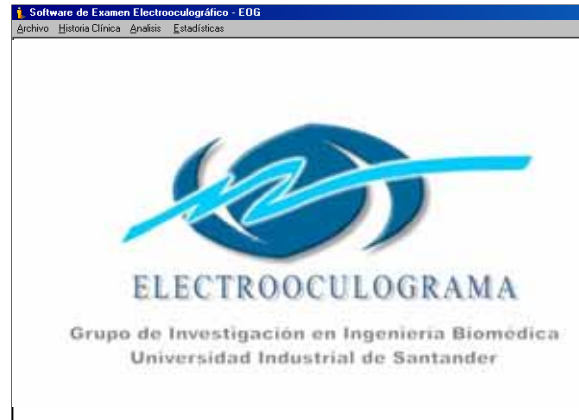 Software de Examen Electrooculográfico - EOG
Archivo Historia Clínica Analisis Estadísticas
ELECTROOCULOGRAMA
Grupo de Investigación en Ingeniería Biomédica
Universidad Industrial de Santander